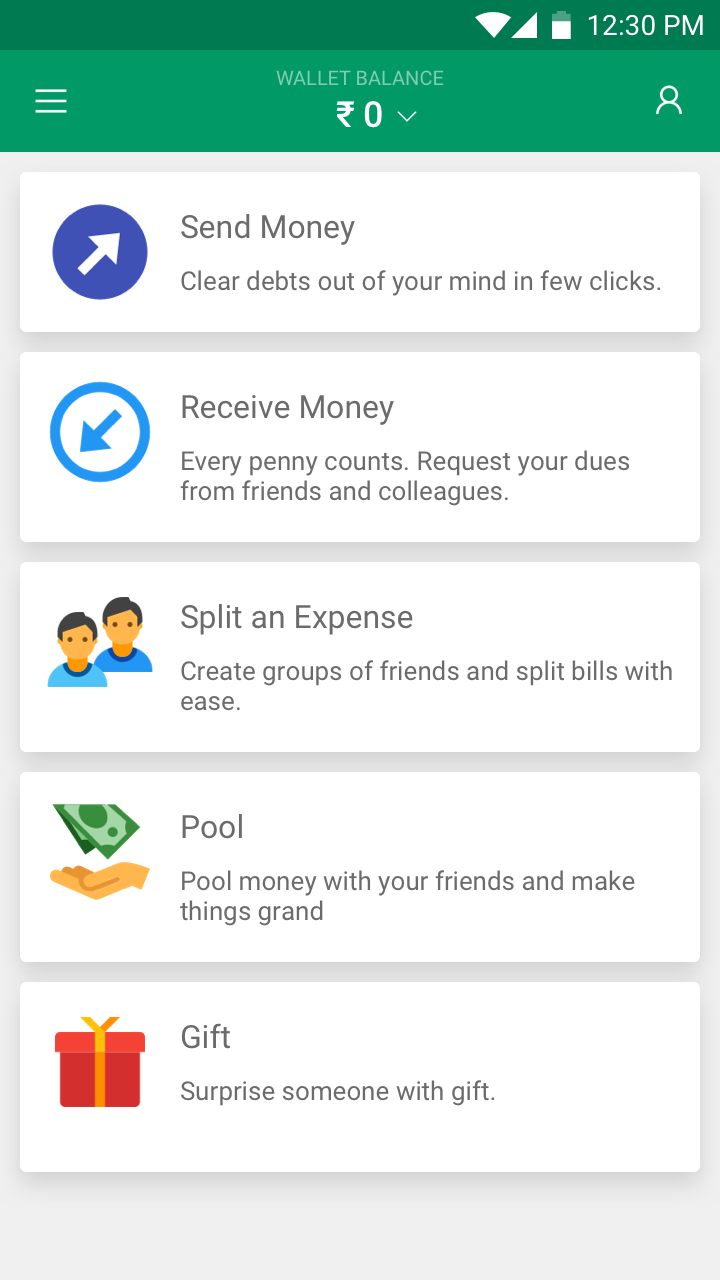 12:30 PM
WALLET BALANCE
₹ 0
Send Money
Clear debts out of your mind in few clicks.
Receive Money
Every penny counts. Request your dues
from friends and colleagues.
Split an Expense
Create groups of friends and split bills with
ease.
Pool
Pool money with your friends and make
things grand
Gift
Surprise someone with gift.